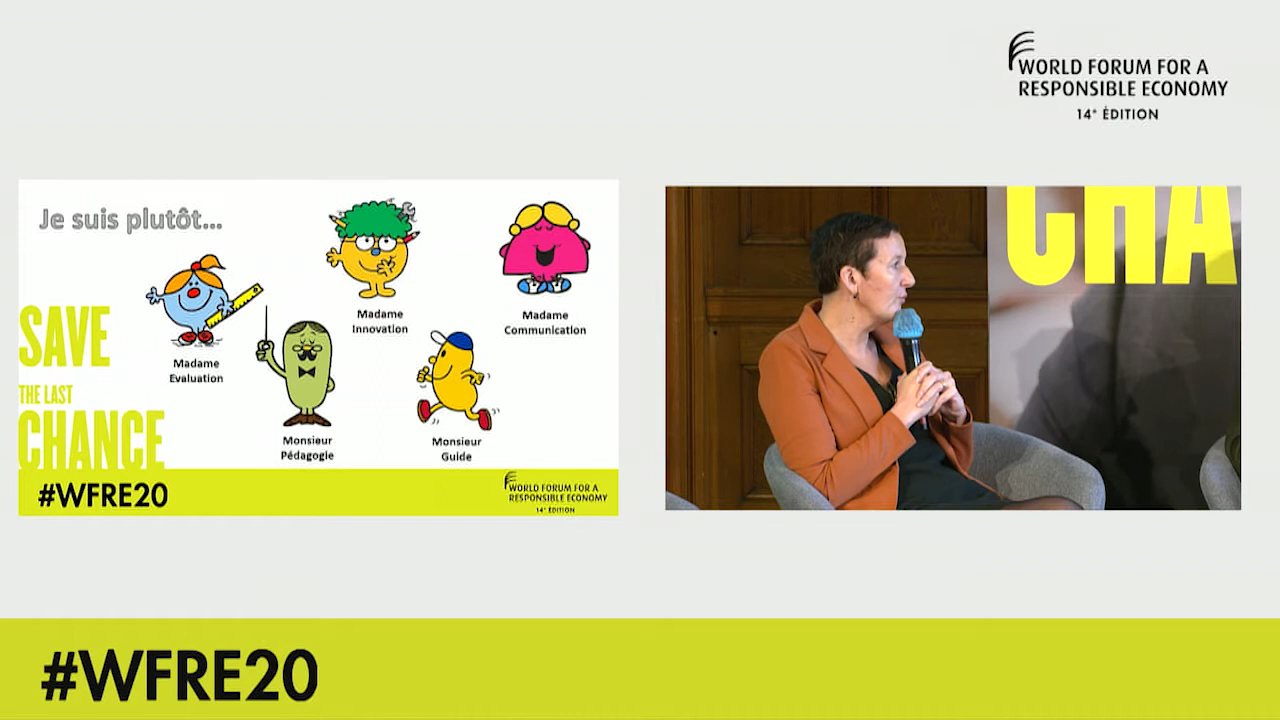 WORLD FORUM FOR A
RESPONSIBLE ECONOMY
14e ÉDITION
Je suis plutôt...
Madame
Evaluation
Madame
Innovation
Madame
Communication
Monsieur
Pédagogie
Monsieur
Guide
SAVE
THE LAST
CHANCE
#WFRE20
WORLD FORUM FOR A
RESPONSIBLE ECONOMY
14e ÉDITION
CHA
#WFRE20